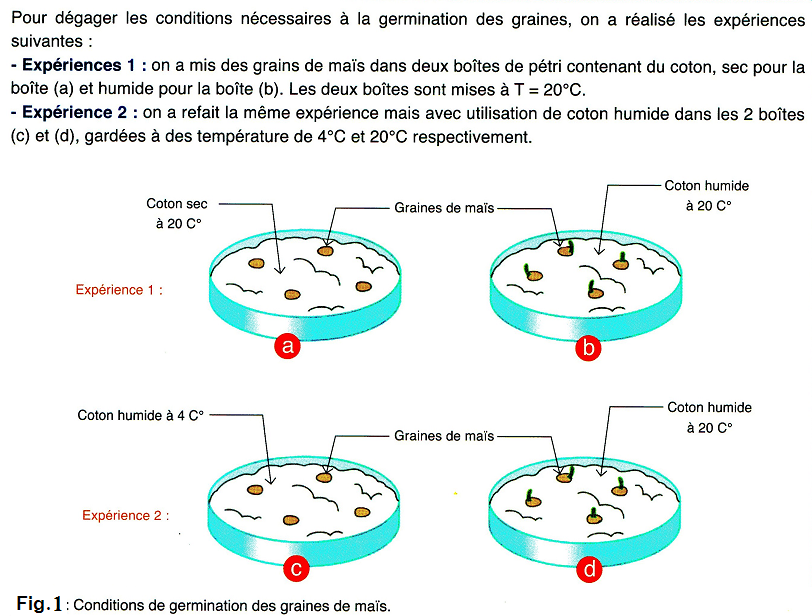 Pour dégager les conditions nécessaires à la germination des graines, on a réalisé les expériences
suivantes :
- Expériences 1 : on a mis des grains de maïs dans deux boîtes de pétri contenant du coton, sec pour la
boîte (a) et humide pour la boîte (b). Les deux boîtes sont mises à T = 20°C.
- Expérience 2 : on a refait la même expérience mais avec utilisation de coton humide dans les 2 boîtes
(c) et (d), gardées à des température de 4°C et 20°C respectivement.
Coton sec
à 20 C°
Graines de maïs
Coton humide
à 20 C°
Expérience 1 :
a
b
Coton humide à 4 C°
Graines de maïs
Coton humide
à 20 C°
Expérience 2 :
c
d
Fig.1 : Conditions de germination des graines de maïs.